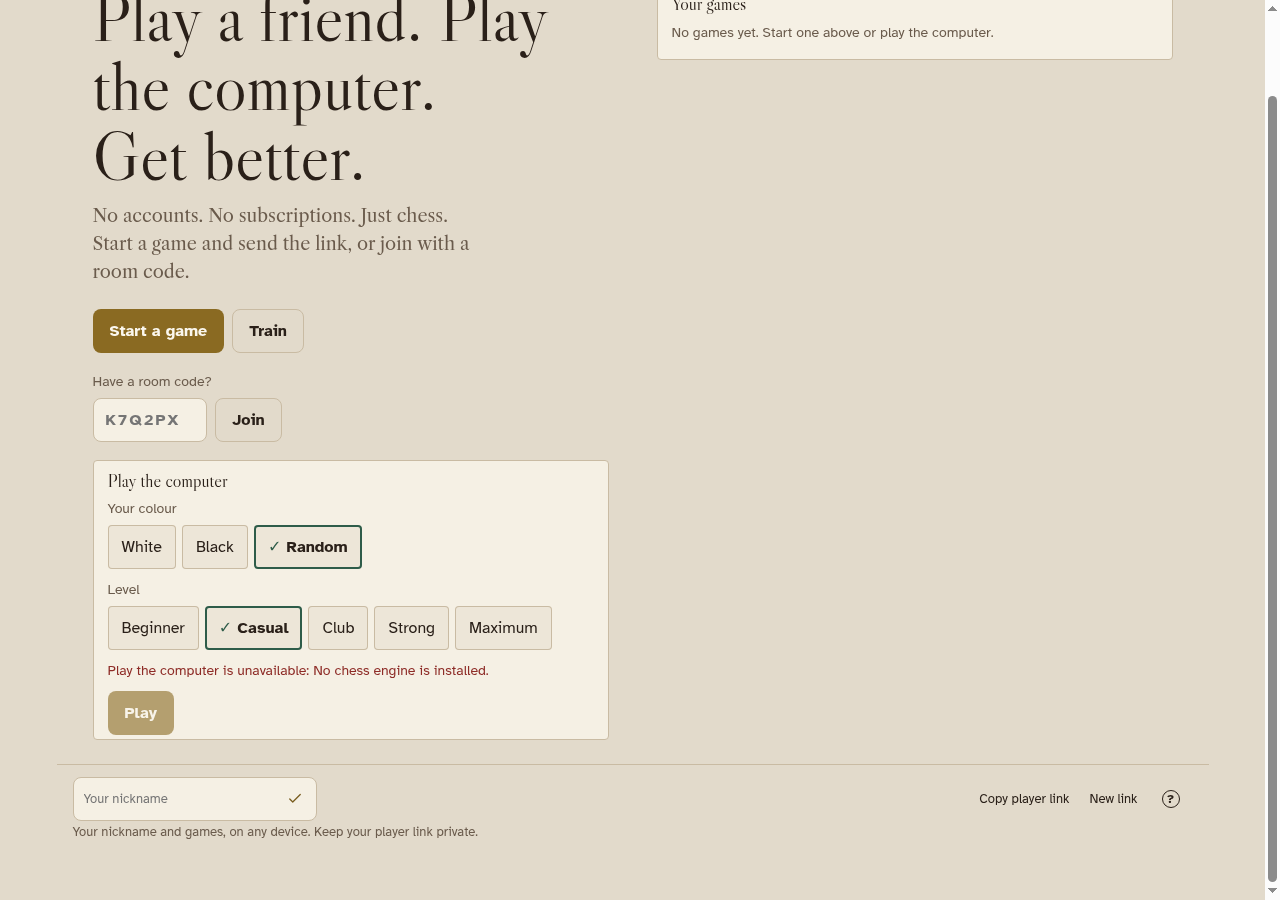 Play a friend. Play
the computer.
Get better.
No accounts. No subscriptions. Just chess.
Start a game and send the link, or join with a
room code.
Start a game
Train
Have a room code?
K7Q2PX
Join
Play the computer
Your colour
White
Black
✓ Random
Level
Beginner
✓ Casual
Club
Strong
Maximum
Play the computer is unavailable: No chess engine is installed.
Play
Your games
No games yet. Start one above or play the computer.
Your nickname
Your nickname and games, on any device. Keep your player link private.
Copy player link
New link
?